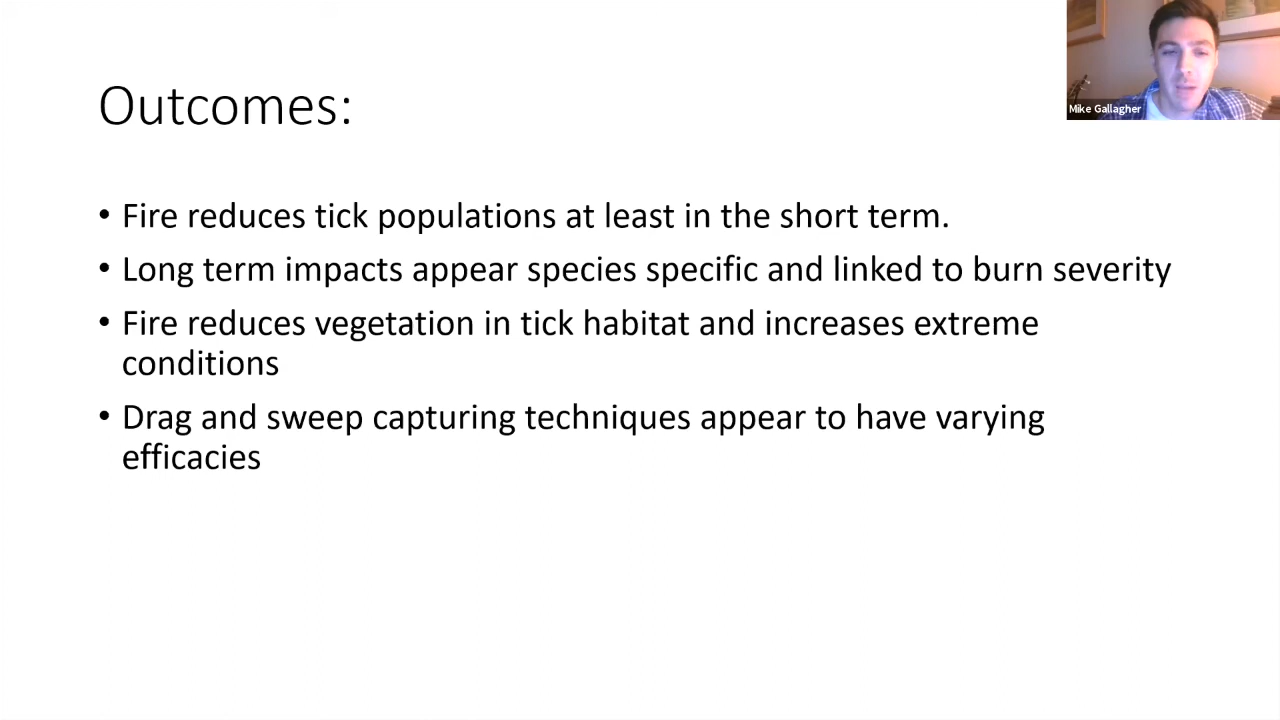 Mike Gallagher
Outcomes:
• Fire reduces tick populations at least in the short term.
• Long term impacts appear species specific and linked to burn severity
• Fire reduces vegetation in tick habitat and increases extreme
conditions
• Drag and sweep capturing techniques appear to have varying
efficacies